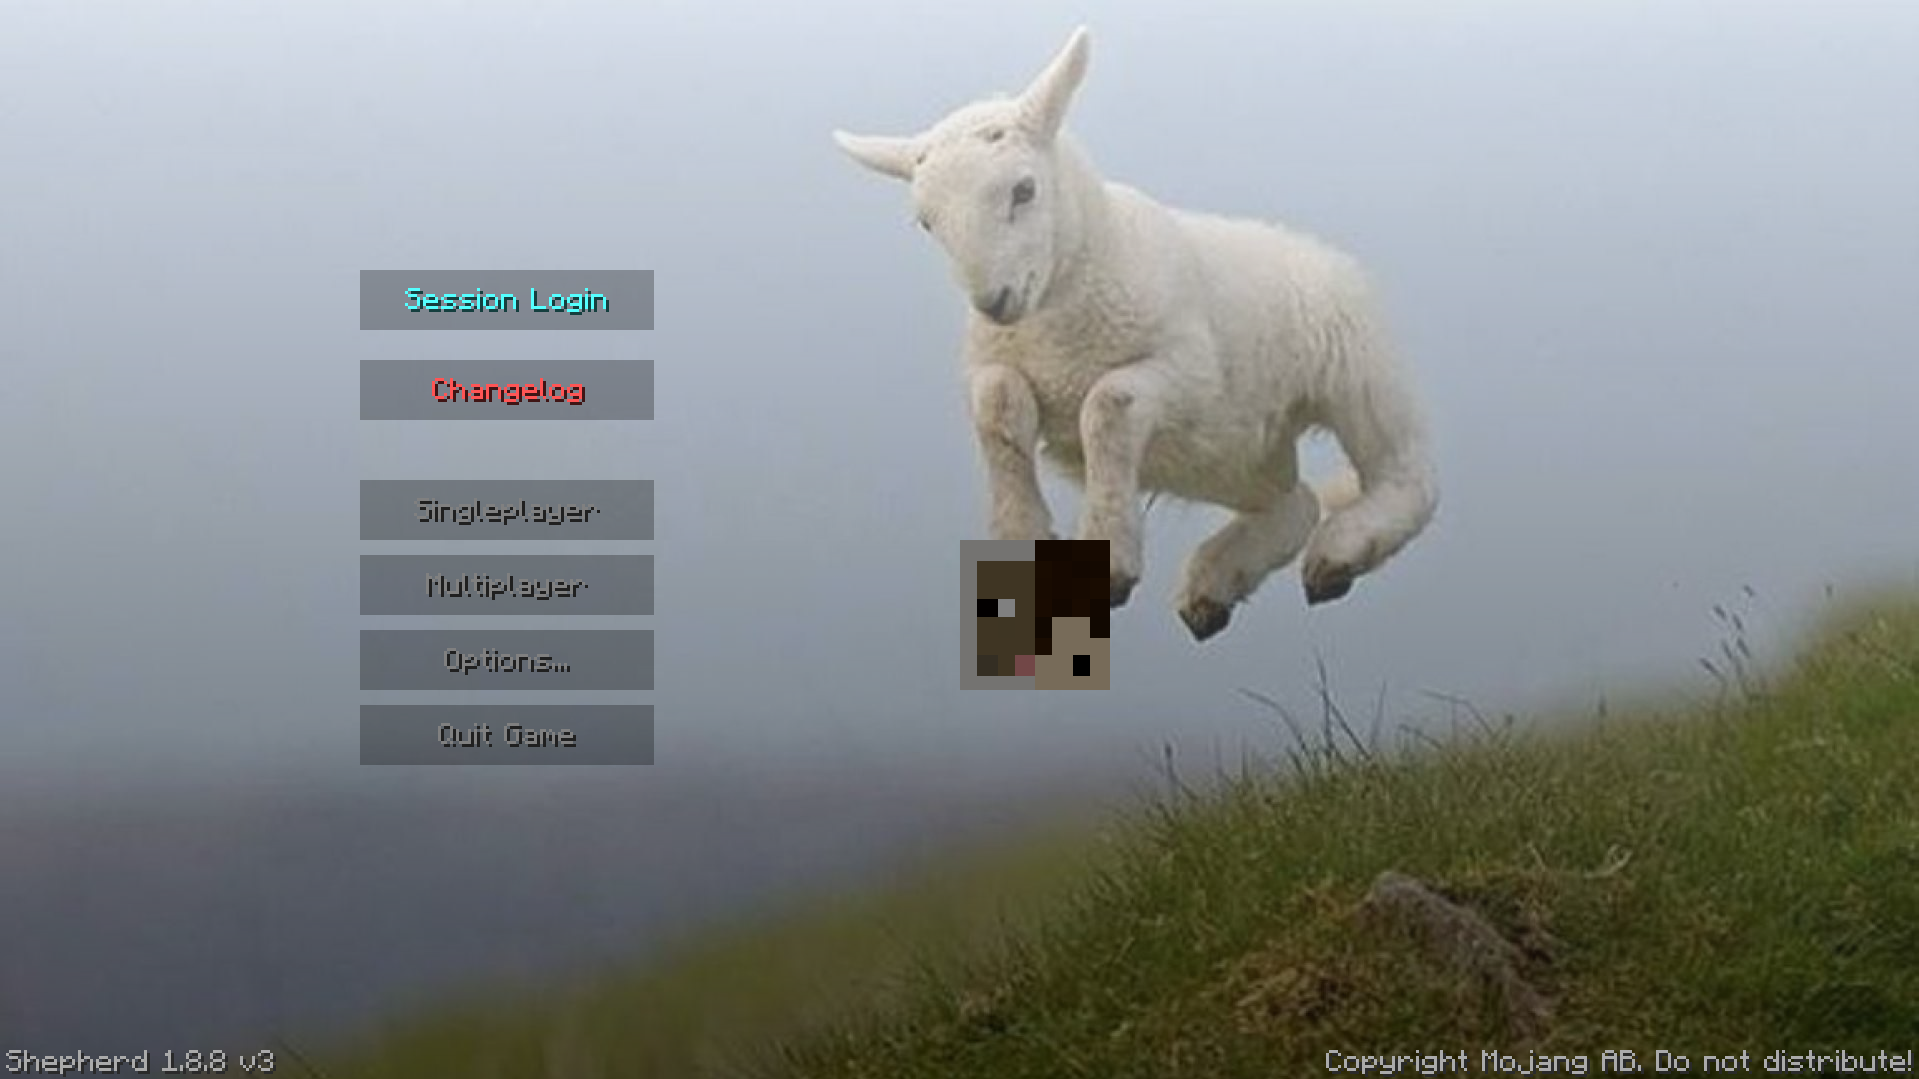 Session Login
Changelog
Singleplayer
Multiplayer
Options...
Quit Game
Shepherd 1.8.8 v3
Copyright Mojang AB. Do not distribute!